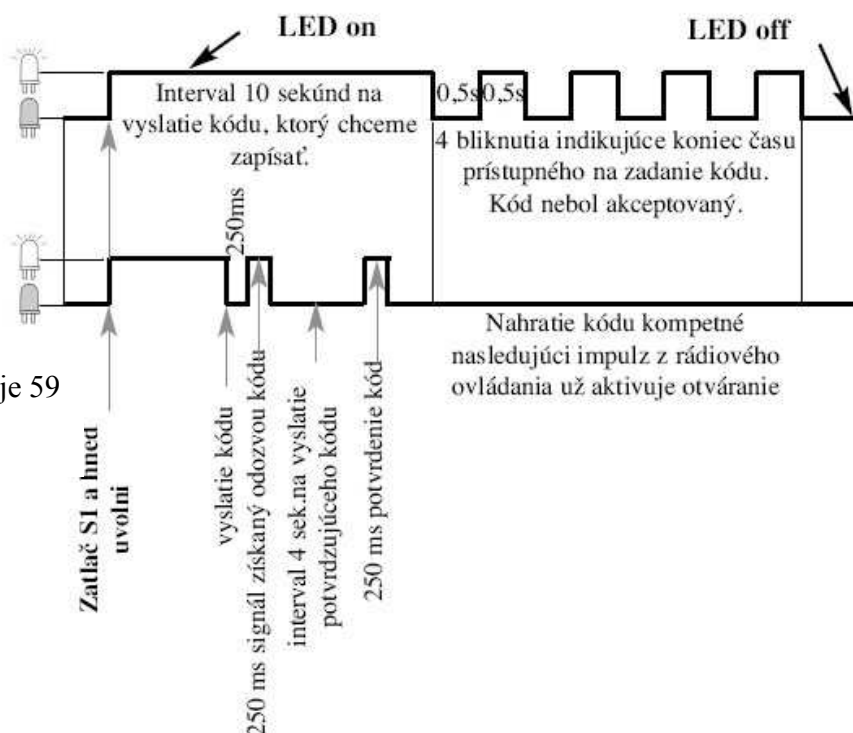 LED on
LED off
Interval 10 sekúnd na
vyslatie kódu, ktorý chceme
zapísať.
0,5s 0,5s
4 bliknutia indikujúce koniec času
prístupného na zadanie kódu.
Kód nebol akceptovaný.
250ms
Nahratie kódu kompetné
nasledujúci impulz z rádiového
ovládania už aktivuje otváranie
je 59
Zatlač S1 a hned
uvolni
vyslatie kódu
250 ms signál získaný odozvou kódu
interval 4 sek.na vyslatie
potvrdzujúceho kódu
250 ms potvrdenie kód